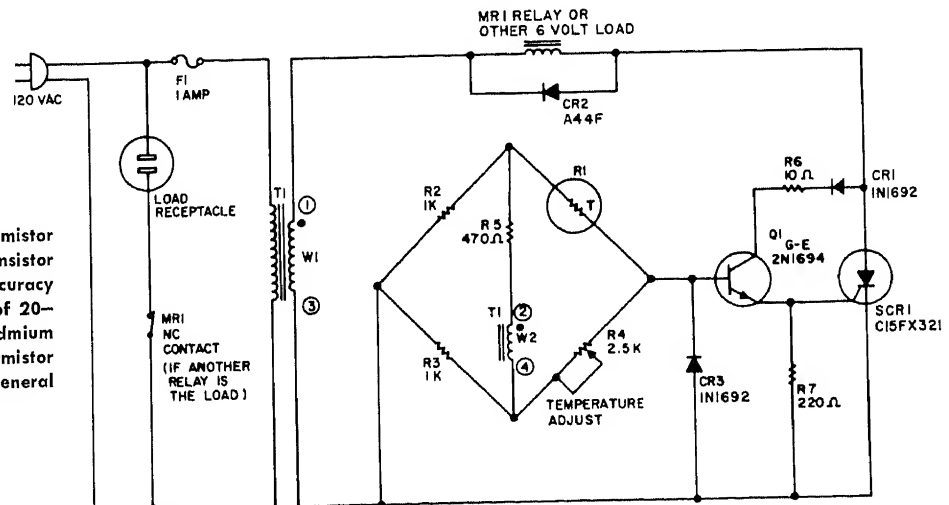 MR1 RELAY OR
OTHER 6 VOLT LOAD
120 VAC
F1
1 AMP
CR2
A44F
LOAD
RECEPTACLE
T1
1
W1
3
R2
1K
R5
470Ω
R1
T
R6
10 Ω
CR1
1N1692
Q1
G-E
2N1694
SCR1
C15FX321
MR1
NC
CONTACT
(IF ANOTHER
RELAY IS
THE LOAD)
R3
1K
T1
2
W2
4
R4
2.5K
TEMPERATURE
ADJUST
CR3
1N1692
R7
220Ω
mistor
nsistor
curacy
of 20–
dmium
mistor
eneral